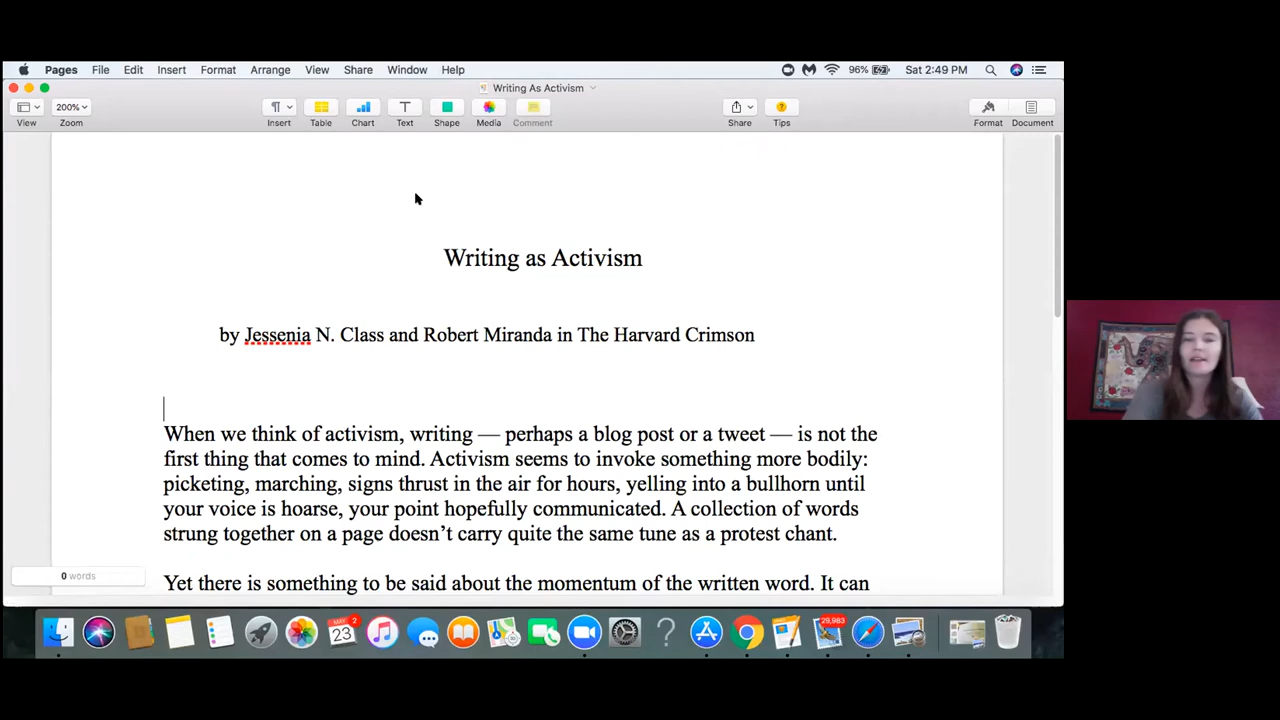 Pages File Edit Insert Format Arrange View Share Window Help 96% Sat 2:49 PM
Writing As Activism
200%
View Zoom Insert Table Chart Text Shape Media Comment Share Tips Format Document
Writing as Activism
by Jessenia N. Class and Robert Miranda in The Harvard Crimson
When we think of activism, writing — perhaps a blog post or a tweet — is not the
first thing that comes to mind. Activism seems to invoke something more bodily:
picketing, marching, signs thrust in the air for hours, yelling into a bullhorn until
your voice is hoarse, your point hopefully communicated. A collection of words
strung together on a page doesn’t carry quite the same tune as a protest chant.
Yet there is something to be said about the momentum of the written word. It can
0 words
MAY 2
23
29,983